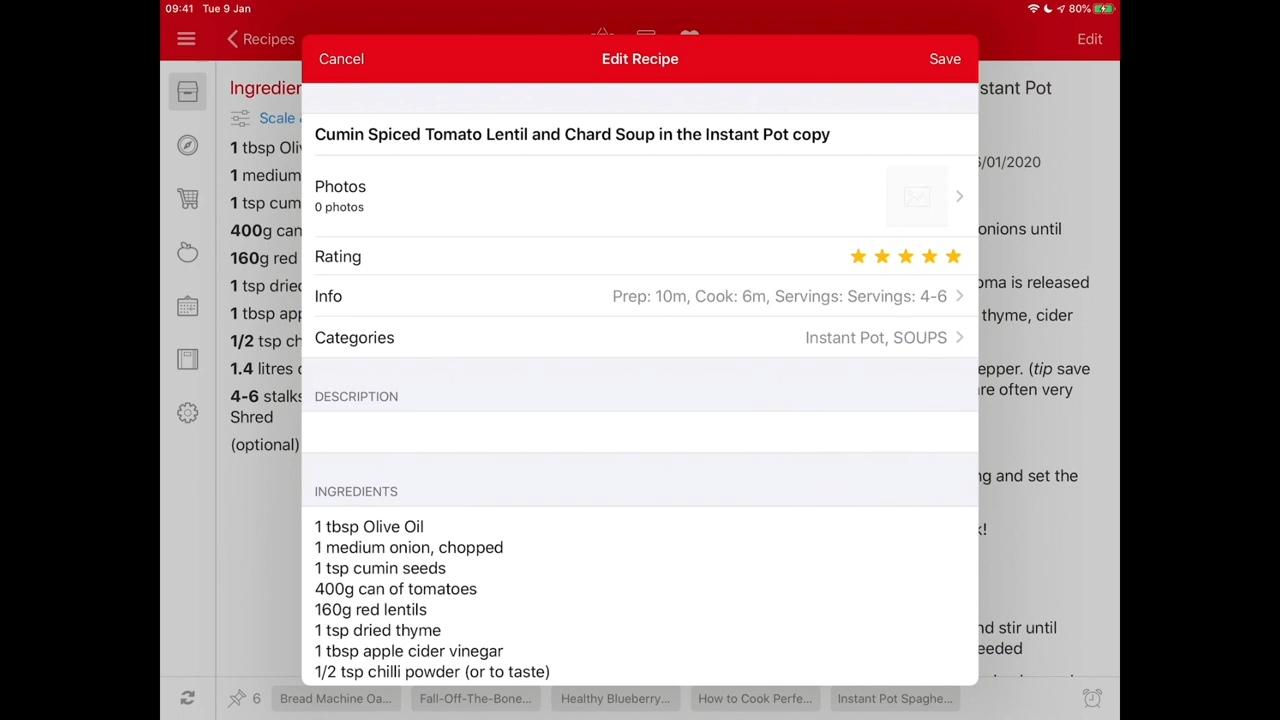 09:41 Tue 9 Jan
80%
Recipes
Edit
Cancel
Edit Recipe
Save
Ingredier
stant Pot
Scale
1 tbsp Oli
1 medium
1 tsp cum
400g can
160g red
1 tsp dried
1 tbsp app
1/2 tsp ch
1.4 litres
4-6 stalks
Shred
(optional)
Cumin Spiced Tomato Lentil and Chard Soup in the Instant Pot copy
Photos
0 photos
Rating
Info
Prep: 10m, Cook: 6m, Servings: Servings: 4-6
Categories
Instant Pot, SOUPS
DESCRIPTION
INGREDIENTS
1 tbsp Olive Oil
1 medium onion, chopped
1 tsp cumin seeds
400g can of tomatoes
160g red lentils
1 tsp dried thyme
1 tbsp apple cider vinegar
1/2 tsp chilli powder (or to taste)
/01/2020
onions until
oma is released
thyme, cider
epper. (tip save
re often very
ng and set the
k!
nd stir until
eeded
6
Bread Machine Oa...
Fall-Off-The-Bone...
Healthy Blueberry...
How to Cook Perfe...
Instant Pot Spaghe...